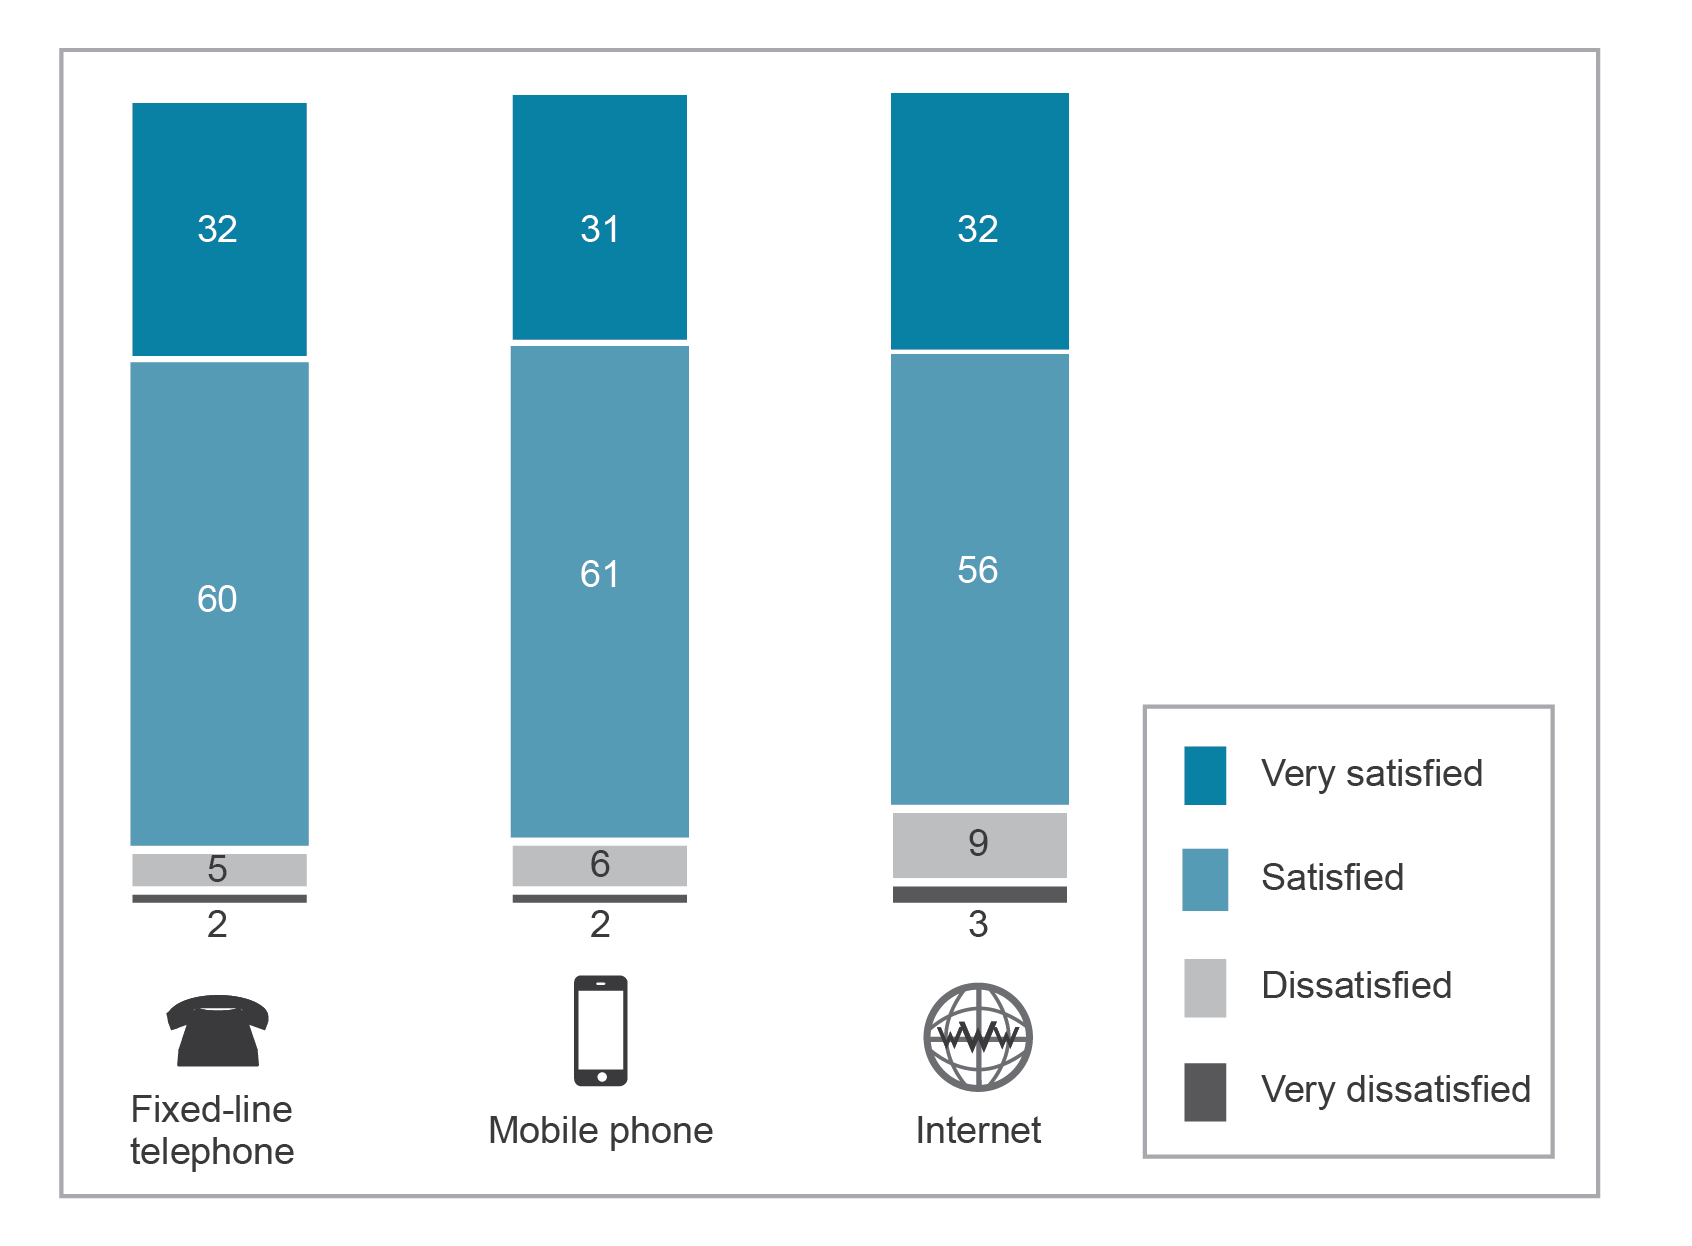 32
31
32
60
61
56
5
6
9
2
2
3
WWW
Fixed-line
telephone
Mobile phone
Internet
Very satisfied
Satisfied
Dissatisfied
Very dissatisfied